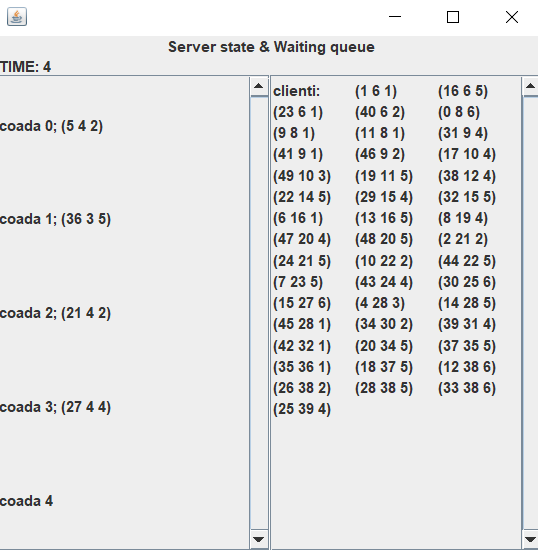 Server state & Waiting queue
TIME: 4
coada 0; (5 4 2)
coada 1; (36 3 5)
coada 2; (21 4 2)
coada 3; (27 4 4)
coada 4
clienti: (1 6 1) (16 6 5)
(23 6 1) (40 6 2) (0 8 6)
(9 8 1) (11 8 1) (31 9 4)
(41 9 1) (46 9 2) (17 10 4)
(49 10 3) (19 11 5) (38 12 4)
(22 14 5) (29 15 4) (32 15 5)
(6 16 1) (13 16 5) (8 19 4)
(47 20 4) (48 20 5) (2 21 2)
(24 21 5) (10 22 2) (44 22 5)
(7 23 5) (43 24 4) (30 25 6)
(15 27 6) (4 28 3) (14 28 5)
(45 28 1) (34 30 2) (39 31 4)
(42 32 1) (20 34 5) (37 35 5)
(35 36 1) (18 37 5) (12 38 6)
(26 38 2) (28 38 5) (33 38 6)
(25 39 4)